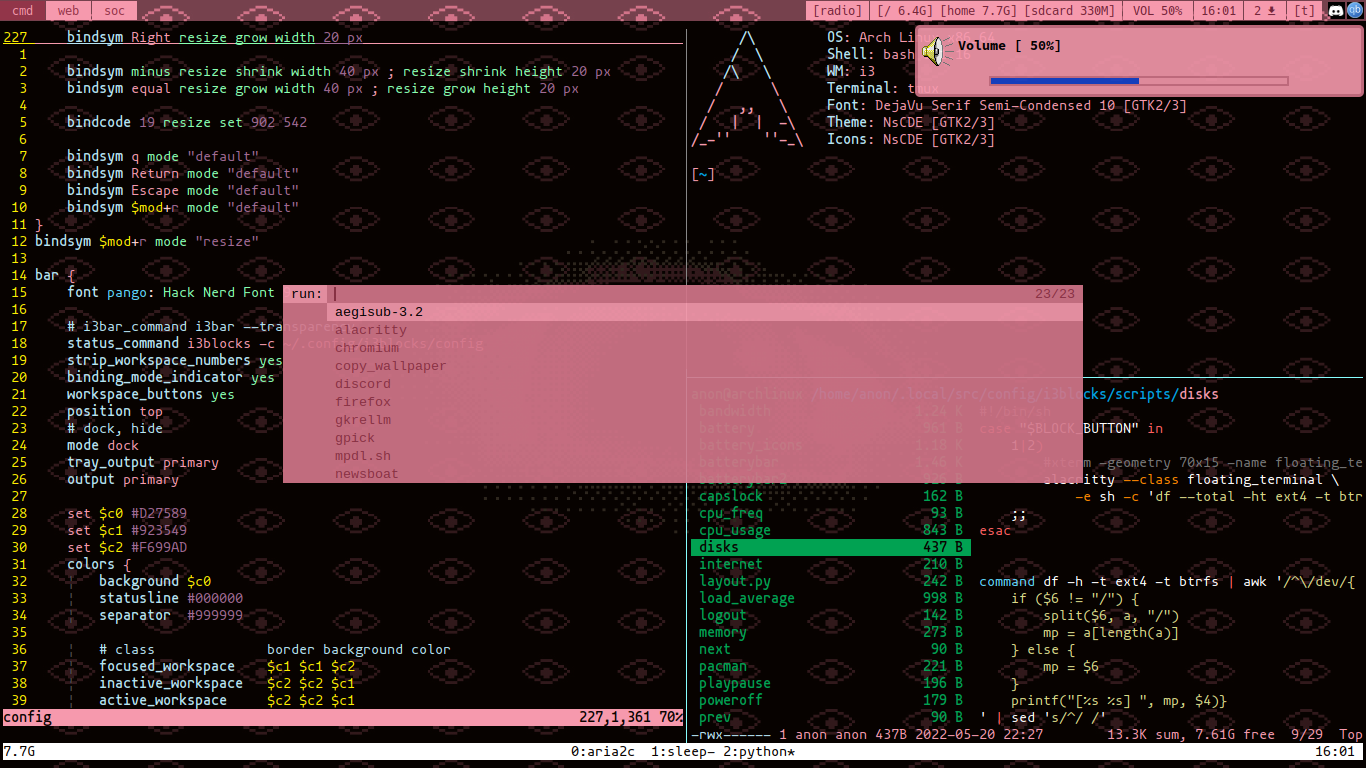 cmd web soc [radio] [/ 6.4G] [home 7.7G] [sdcard 330M] VOL 50% 16:01 2 [t] qb
227 bindsym Right resize grow width 20 px
1
2 bindsym minus resize shrink width 40 px ; resize shrink height 20 px
3 bindsym equal resize grow width 40 px ; resize grow height 20 px
4
5 bindcode 19 resize set 902 542
6
7 bindsym q mode "default"
8 bindsym Return mode "default"
9 bindsym Escape mode "default"
10 bindsym $mod+r mode "default"
11 }
12 bindsym $mod+r mode "resize"
13
14 bar {
15 font pango: Hack Nerd Font
16
17 # i3bar_command i3bar --transparen
18 status_command i3blocks -c ~/.config/i3blocks/config
19 strip_workspace_numbers yes
20 binding_mode_indicator yes
21 workspace_buttons yes
22 position top
23 # dock, hide
24 mode dock
25 tray_output primary
26 output primary
27
28 set $c0 #D27589
29 set $c1 #923549
30 set $c2 #F699AD
31 colors {
32 background $c0
33 statusline #000000
34 separator #999999
35
36 # class border background color
37 focused_workspace $c1 $c1 $c2
38 inactive_workspace $c2 $c2 $c1
39 active_workspace $c2 $c2 $c1
config 227,1,361 70%
OS: Arch Linux x86_64
Shell: bash
WM: i3
Terminal: tmux
Font: DejaVu Serif Semi-Condensed 10 [GTK2/3]
Theme: NsCDE [GTK2/3]
Icons: NsCDE [GTK2/3]
/\
/ \
/\ \
/ \
/ ,, \
/ | | -\
/_-'' ''-_\
[~]
Volume [ 50%]
run: 23/23
aegisub-3.2
alacritty
chromium
copy_wallpaper
discord
firefox
gkrellm
gpick
mpdl.sh
newsboat
anon@archlinux /home/anon/.local/src/config/i3blocks/scripts/disks
bandwidth 1.24 K
battery 361 B
battery_icons 1.18 K
batterybar 1.46 K
capslock 162 B
cpu_freq 93 B
cpu_usage 843 B
disks 437 B
internet 210 B
layout.py 242 B
load_average 998 B
logout 142 B
memory 273 B
next 90 B
pacman 221 B
playpause 196 B
poweroff 179 B
prev 90 B
#!/bin/
case "$BLOCK_BUTTON" in
1|2)
#xterm -geometry 70x15 -name floating_te
alacritty --class floating_terminal \
-e sh -c 'df --total -ht ext4 -t btr
;;
esac
command df -h -t ext4 -t btrfs | awk '/^\/dev/{
if ($6 != "/") {
split($6, a, "/")
mp = a[length(a)]
} else {
mp = $6
}
printf("[%s %s] ", mp, $4)}
' | sed 's/^/ /'
-rwx------ 1 anon anon 437B 2022-05-20 22:27 13.3K sum, 7.61G free 9/29 Top
7.7G 0:aria2c 1:sleep- 2:python* 16:01